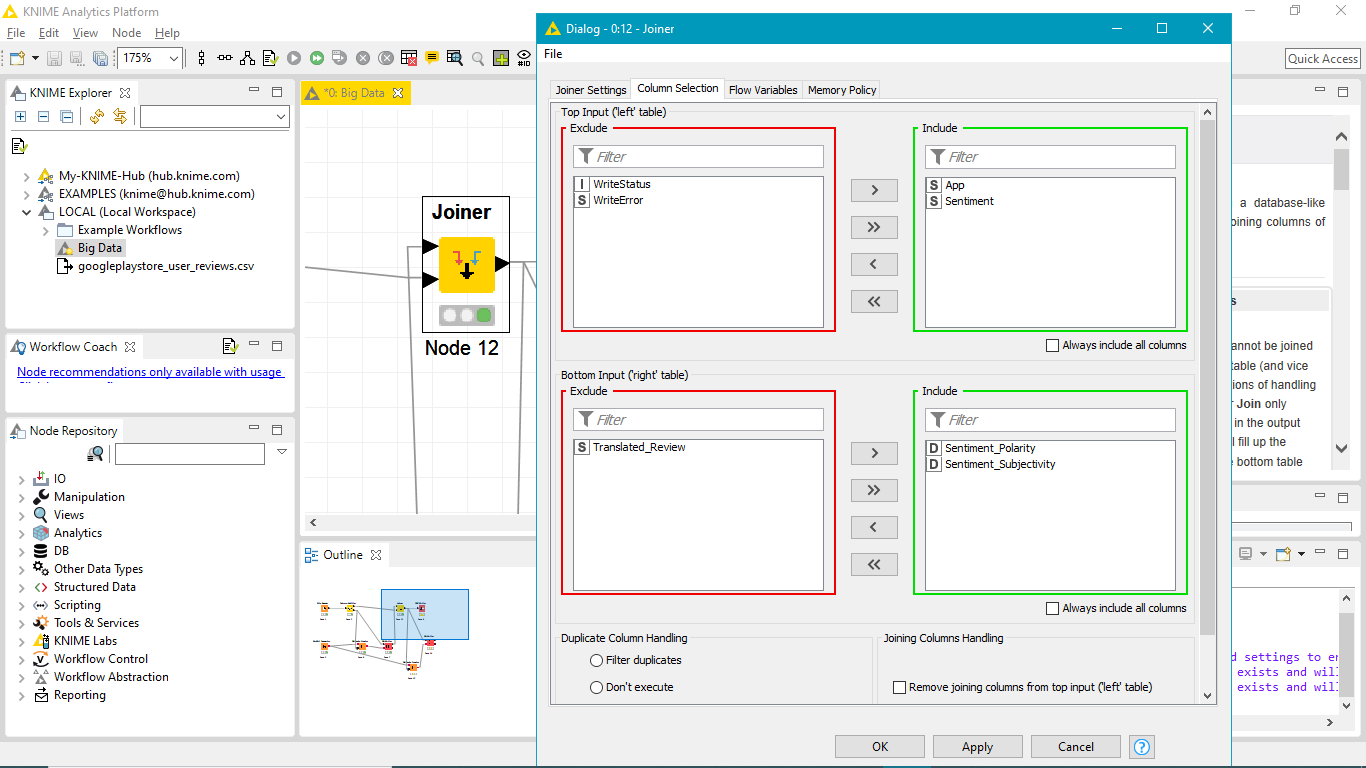 KNIME Analytics Platform
File Edit View Node Help
175%
#ID
Quick Access
KNIME Explorer
My-KNIME-Hub (hub.knime.com)
EXAMPLES (knime@hub.knime.com)
LOCAL (Local Workspace)
Example Workflows
Big Data
googleplaystore_user_reviews.csv
Workflow Coach
Node recommendations only available with usage
Node Repository
IO
Manipulation
Views
Analytics
DB
Other Data Types
Structured Data
Scripting
Tools & Services
KNIME Labs
Workflow Control
Workflow Abstraction
Reporting
*0: Big Data
Joiner
Node 12
Outline
Dialog - 0:12 - Joiner
File
Joiner Settings Column Selection Flow Variables Memory Policy
Top Input ('left' table)
Exclude
Filter
I WriteStatus
S WriteError
Include
Filter
S App
S Sentiment
Always include all columns
Bottom Input ('right' table)
Exclude
Filter
S Translated_Review
Include
Filter
D Sentiment_Polarity
D Sentiment_Subjectivity
Always include all columns
Duplicate Column Handling
Filter duplicates
Don't execute
Joining Columns Handling
Remove joining columns from top input ('left' table)
OK Apply Cancel ?
a database-like
ining columns of
s
annot be joined
table (and vice
ions of handling
r Join only
in the output
l fill up the
bottom table
d settings to en
exists and wil
exists and wil